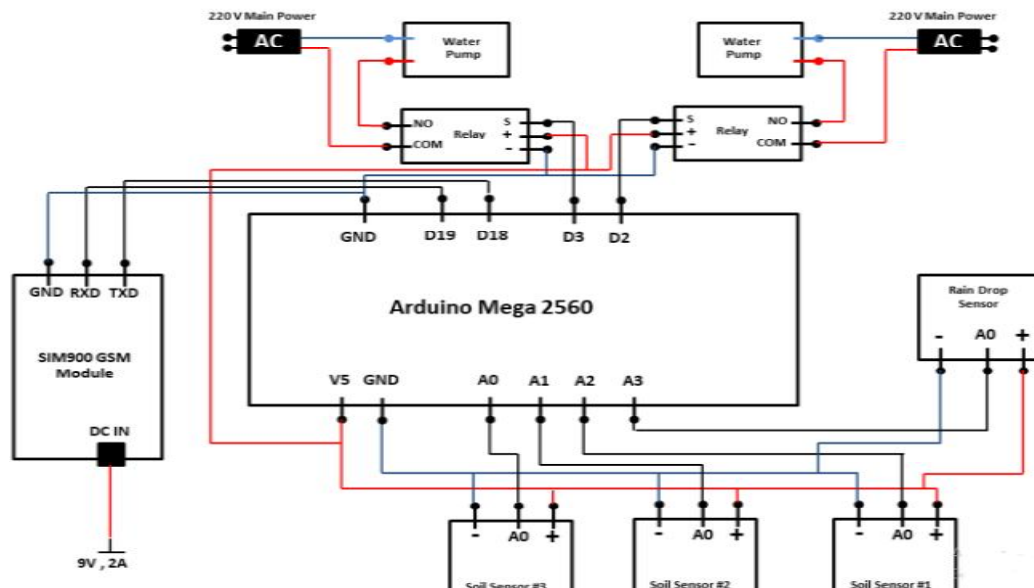 220 V Main Power
220 V Main Power
AC
Water
Pump
Water
Pump
AC
NO
Relay
S
+
COM
-
S
+
-
Relay
NO
COM
GND
D19
D18
D3
D2
GND
RXD
TXD
Arduino Mega 2560
Rain Drop
Sensor
-
A0
+
SIM900 GSM
Module
V5
GND
A0
A1
A2
A3
DC IN
-
A0
+
-
A0
+
-
A0
+
9V , 2A
Soil Sensor #3
Soil Sensor #2
Soil Sensor #1